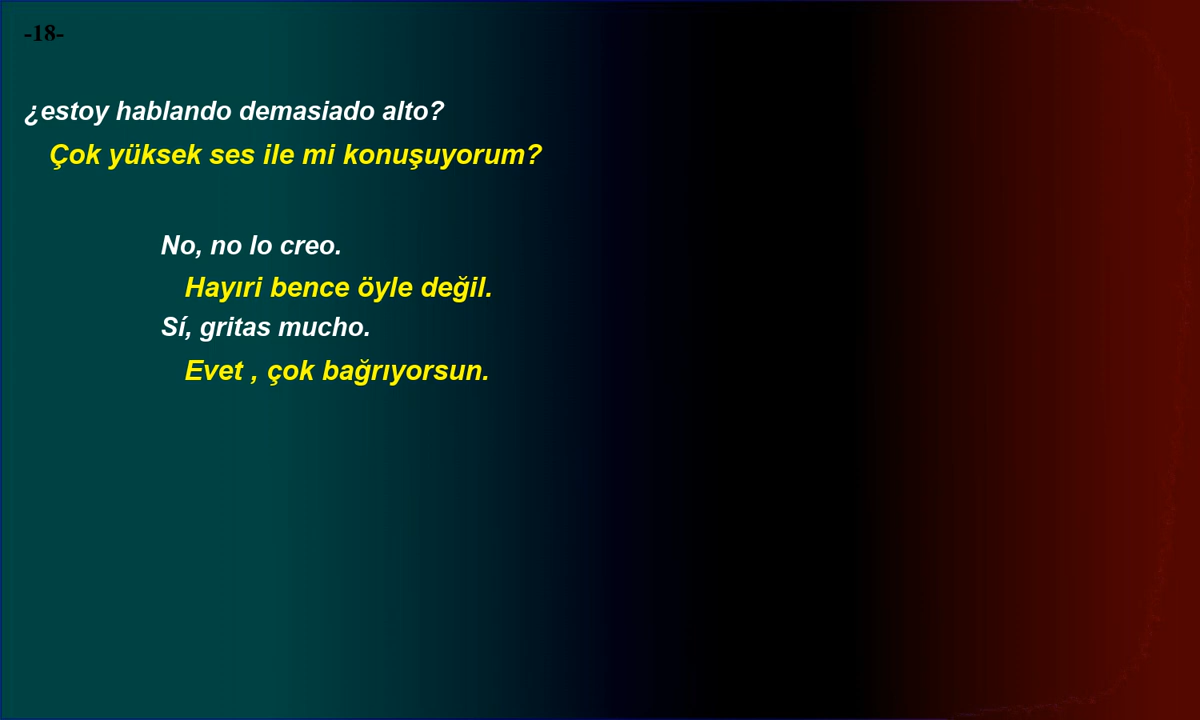 -18-
¿estoy hablando demasiado alto?
Çok yüksek ses ile mi konuşuyorum?
No, no lo creo.
Hayıri bence öyle değil.
Sí, gritas mucho.
Evet , çok bağrıyorsun.